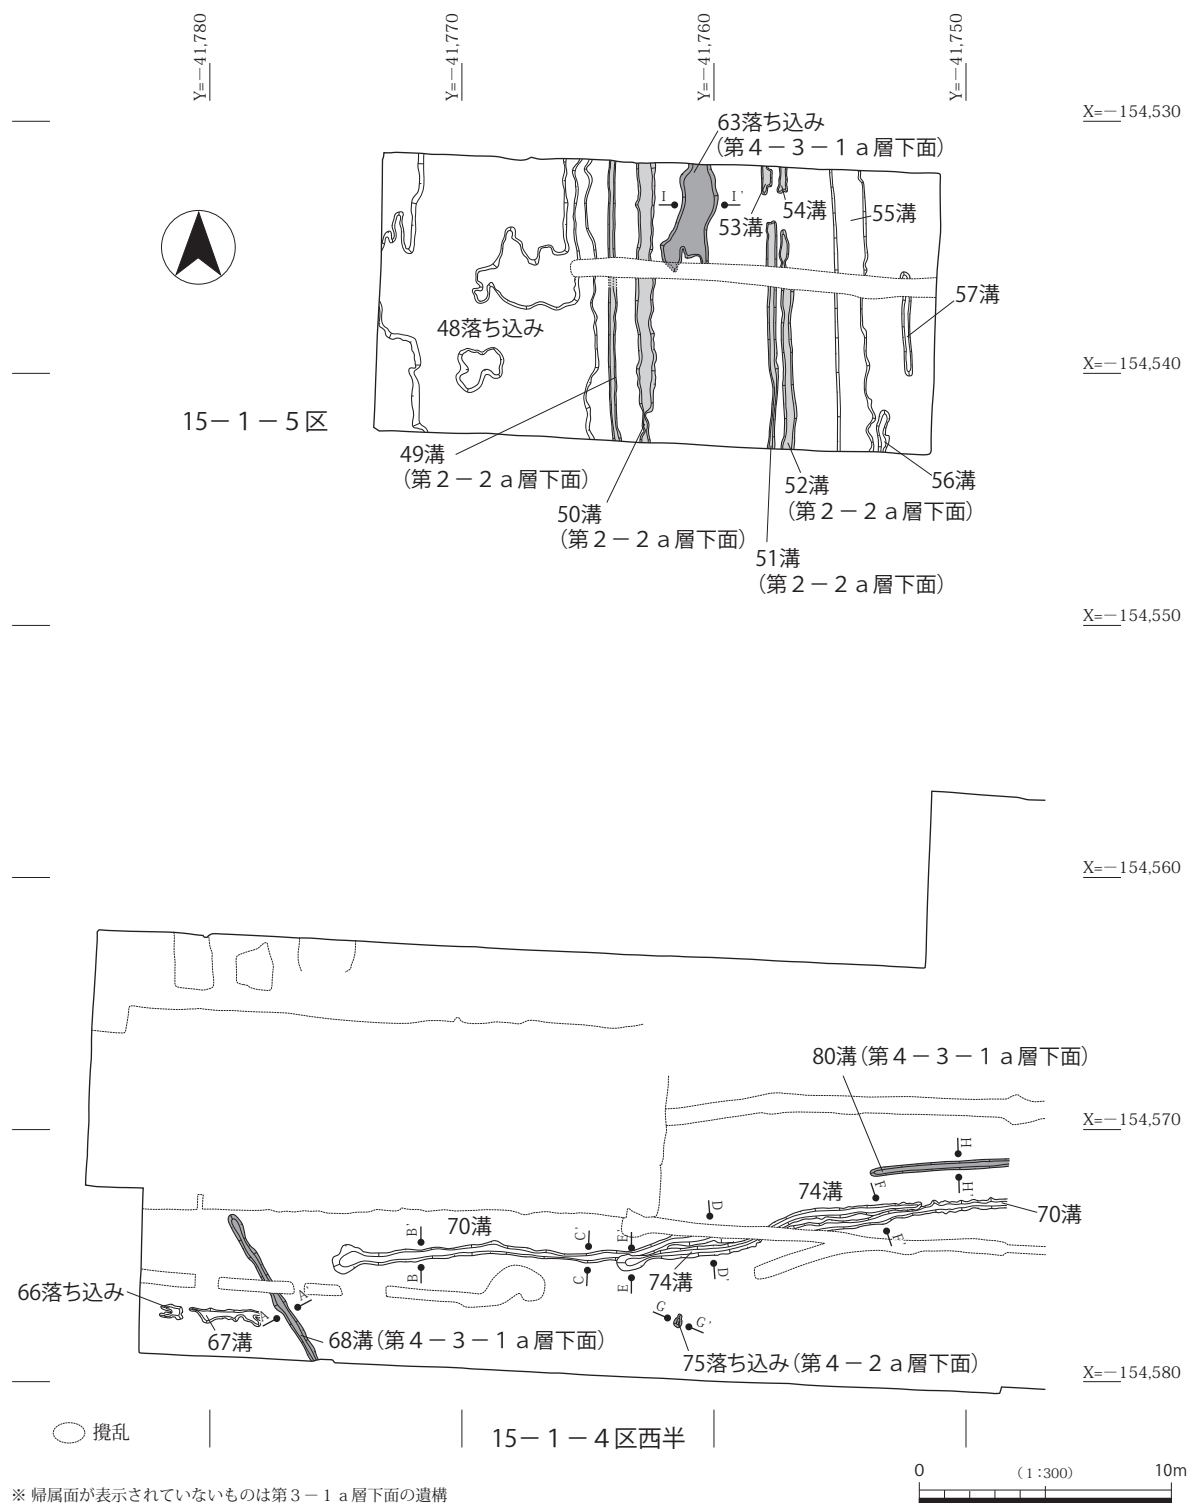 Y=－41,780
Y=－41,770
Y=－41,760
Y=－41,750
X=－154,530
63落ち込み
（第４－３－１ａ層下面）
I
I'
53溝
54溝
55溝
57溝
48落ち込み
X=－154,540
15－１－５区
49溝
（第２－２ａ層下面）
50溝
（第２－２ａ層下面）
52溝
（第２－２ａ層下面）
56溝
51溝
（第２－２ａ層下面）
X=－154,550
X=－154,560
80溝（第４－３－１ａ層下面）
X=－154,570
H
H'
F
F'
74溝
70溝
D
D'
B'
B
70溝
C'
C
E'
E
74溝
66落ち込み
67溝
A
A'
68溝（第４－３－１ａ層下面）
G
G'
75落ち込み（第４－２ａ層下面）
X=－154,580
攪乱
15－１－４区西半
0
（1:300）
10m
※ 帰属面が表示されていないものは第３－１ａ層下面の遺構